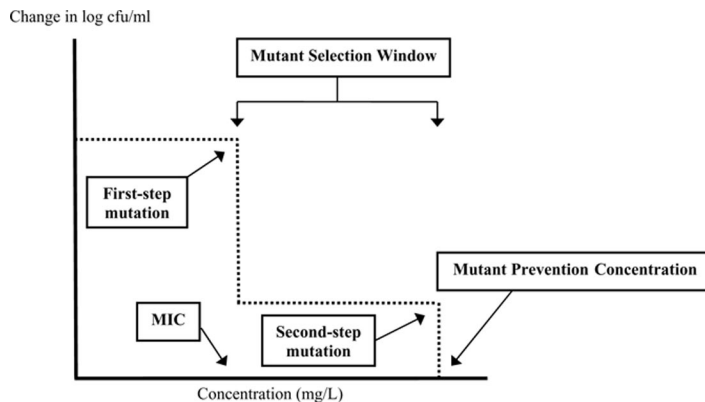 Change in log cfu/ml
Mutant Selection Window
First-step
mutation
Mutant Prevention Concentration
MIC
Second-step
mutation
Concentration (mg/L)